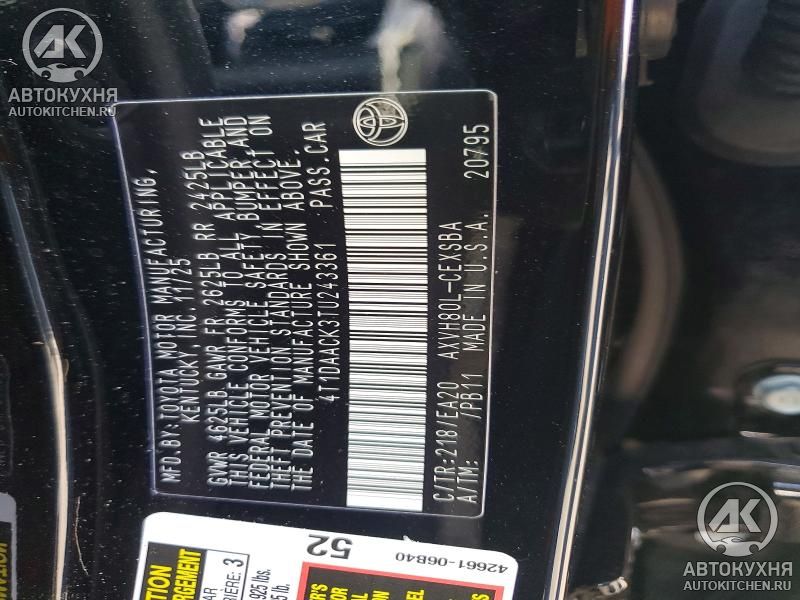 АВТОКУХНЯ
AUTOKITCHEN.RU
MFD.BY: TOYOTA MOTOR MANUFACTURING,
KENTUCKY INC. 11/25
GVWR 4625LB GAWR FR 2625LB RR 2425LB
THIS VEHICLE CONFORMS TO ALL APPLICABLE
FEDERAL MOTOR VEHICLE SAFETY BUMPER, AND
THEFT PREVENTION STANDARDS IN EFFECT ON
THE DATE OF MANUFACTURE SHOWN ABOVE.
4T1DAACK3TU243361 PASS.CAR
C/TR:218/EA20 AXVH80L-CEXSBA
A/TM: /PB11 MADE IN U.S.A. 20795
52
42661-06B40
АВТОКУХНЯ
AUTOKITCHEN.RU